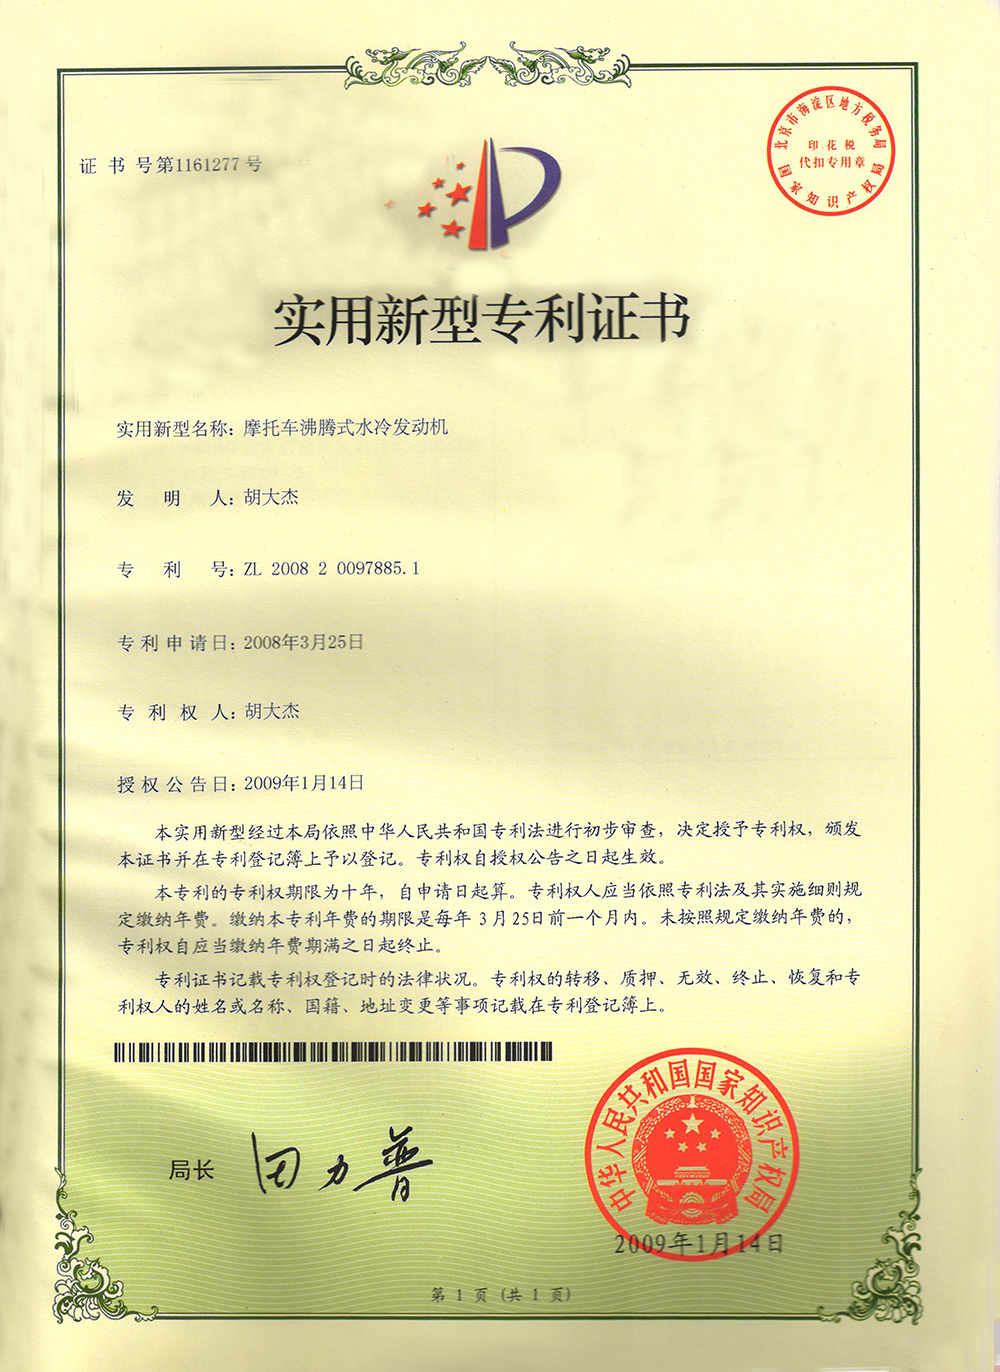 证书号第1161277号
北京市海淀区地方税务局
印花税
代扣专用章
国家知识产权局
实用新型专利证书
实用新型名称：摩托车沸腾式水冷发动机
发明人：胡大杰
专利号：ZL 2008 2 0097885.1
专利申请日：2008年3月25日
专利权人：胡大杰
授权公告日：2009年1月14日
本实用新型经过本局依照中华人民共和国专利法进行初步审查，决定授予专利权，颁发
本证书并在专利登记簿上予以登记。专利权自授权公告之日起生效。
本专利的专利权期限为十年，自申请日起算。专利权人应当依照专利法及其实施细则规
定缴纳年费。缴纳本专利年费的期限是每年 3 月 25日前一个月内。未按照规定缴纳年费的，
专利权自应当缴纳年费期满之日起终止。
专利证书记载专利权登记时的法律状况。专利权的转移、质押、无效、终止、恢复和专
利权人的姓名或名称、国籍、地址变更等事项记载在专利登记簿上。
局长 田力普
中华人民共和国国家知识产权局
2009年1月14日
第 1 页 (共 1 页)